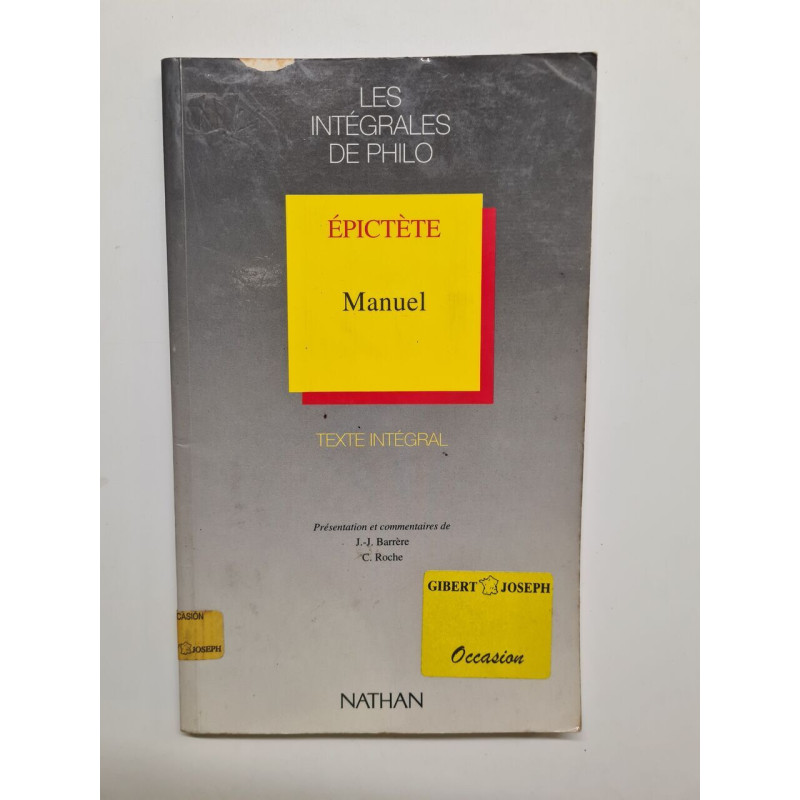 LES
INTÉGRALES
DE PHILO
ÉPICTÈTE
Manuel
TEXTE INTÉGRAL
Présentation et commentaires de
J.-J. Barrère
C. Roche
GIBERT JOSEPH
Occasion
CASION
JOSEPH
NATHAN